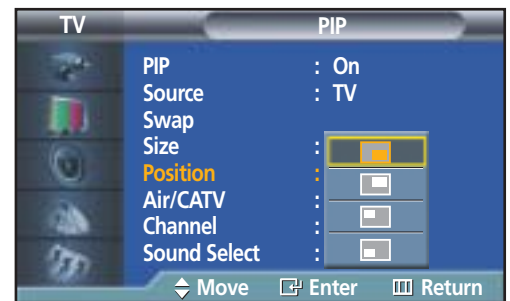 TV PIP
PIP : On
Source : TV
Swap
Size :
Position :
Air/CATV :
Channel :
Sound Select :
Move Enter Return